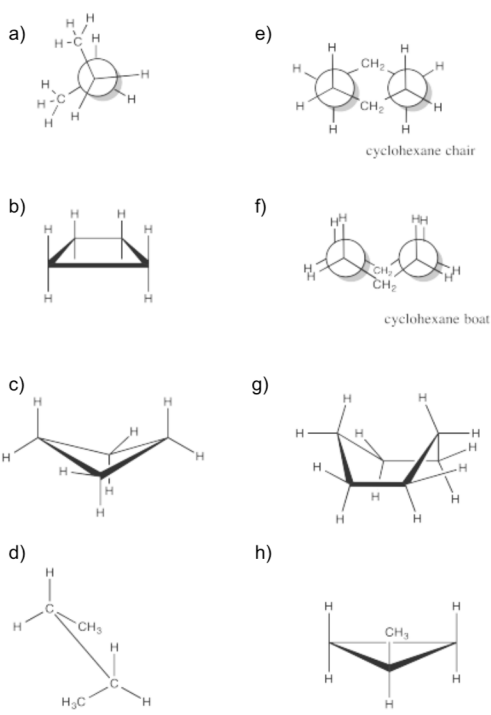 a)
H
H C H
H
H
H C H
H
H
e)
H H
H CH₂ H
H CH₂ H
H H
cyclohexane chair
b)
H H
H H
H H
f)
H H H H
H H CH₂ H H
CH₂
cyclohexane boat
c)
H H
H
H H
H
H
H
d)
H
C
H CH₃
H
C
H₃C H
g)
H H
H H H
H
H H
H H
H H
h)
H H
CH₃
H H
H